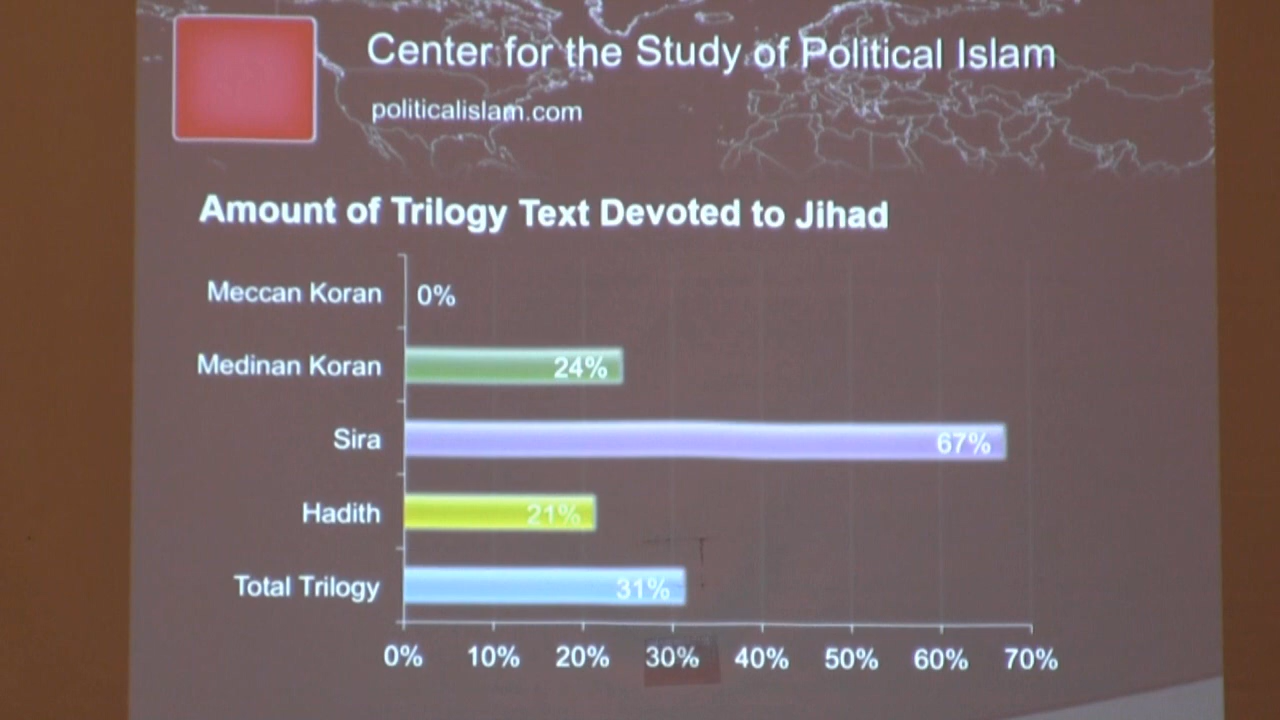 Center for the Study of Political Islam
politicalislam.com
Amount of Trilogy Text Devoted to Jihad
Meccan Koran 0%
Medinan Koran 24%
Sira 67%
Hadith 21%
Total Trilogy 31%
0% 10% 20% 30% 40% 50% 60% 70%